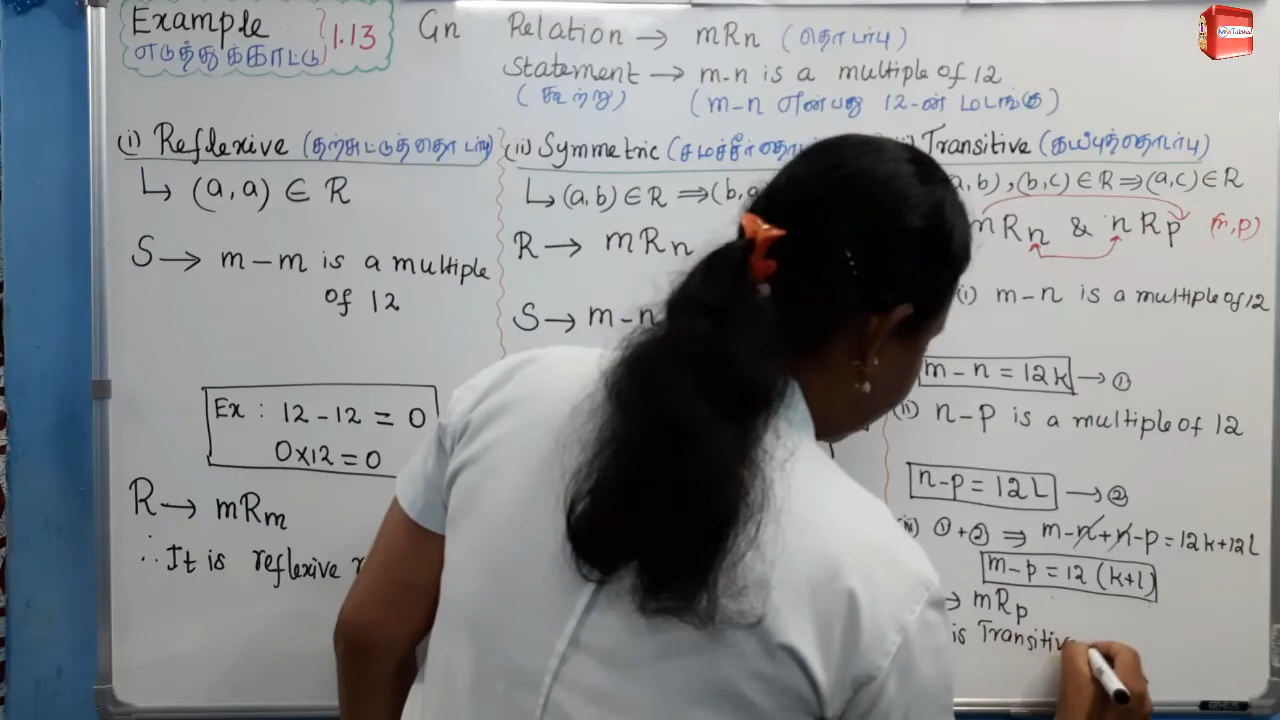 Example
எடுத்துக்காட்டு
1.13
Gn Relation → mRn (தொடர்பு)
Statement → m-n is a multiple of 12
(கூற்று) (m-n என்பது 12-ன் மடங்கு)
(i) Reflexive (தற்சுட்டுத்தொடர்பு)
↳ (a,a) ∈ R
S → m-m is a multiple
of 12
Ex : 12-12 = 0
0x12 = 0
R → mRm
∴ It is reflexive
(ii) Symmetric
↳ (a,b) ∈ R ⇒ (b,a
R → mRn
S → m-n
Transitive (கடப்புத்தொடர்பு)
a,b),(b,c) ∈ R ⇒ (a,c) ∈ R
mRn & nRp (m,p)
(i) m-n is a multiple of 12
m-n = 12k → ①
(ii) n-p is a multiple of 12
n-p = 12L → ②
(iii) ①+② ⇒ m-n+n-p = 12k+12L
m-p = 12(k+l)
→ mRp
is Transitiv